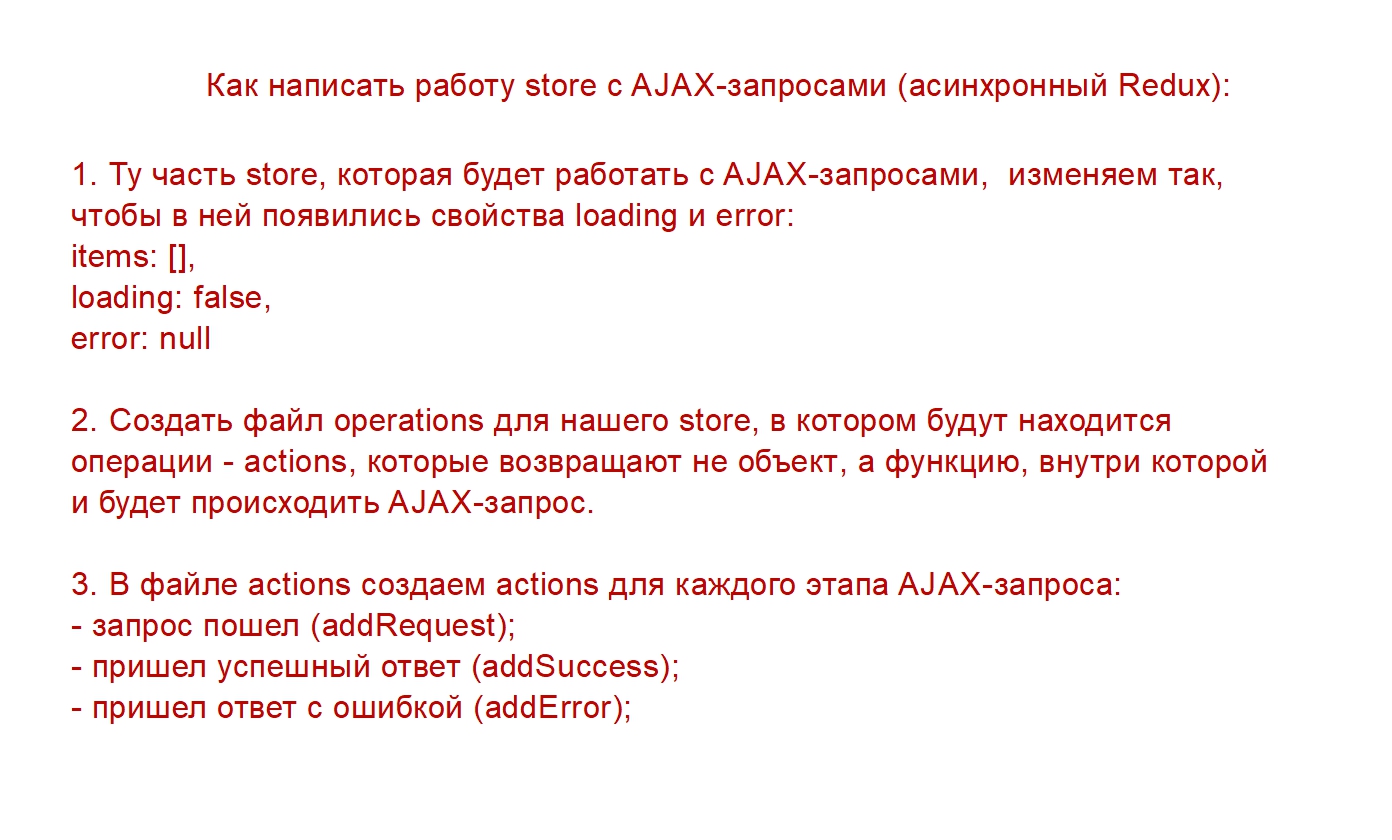 Как написать работу store с AJAX-запросами (асинхронный Redux):
1. Ту часть store, которая будет работать с AJAX-запросами,  изменяем так,
чтобы в ней появились свойства loading и error:
items: [],
loading: false,
error: null
2. Создать файл operations для нашего store, в котором будут находится
операции - actions, которые возвращают не объект, а функцию, внутри которой
и будет происходить AJAX-запрос.
3. В файле actions создаем actions для каждого этапа AJAX-запроса:
- запрос пошел (addRequest);
- пришел успешный ответ (addSuccess);
- пришел ответ с ошибкой (addError);